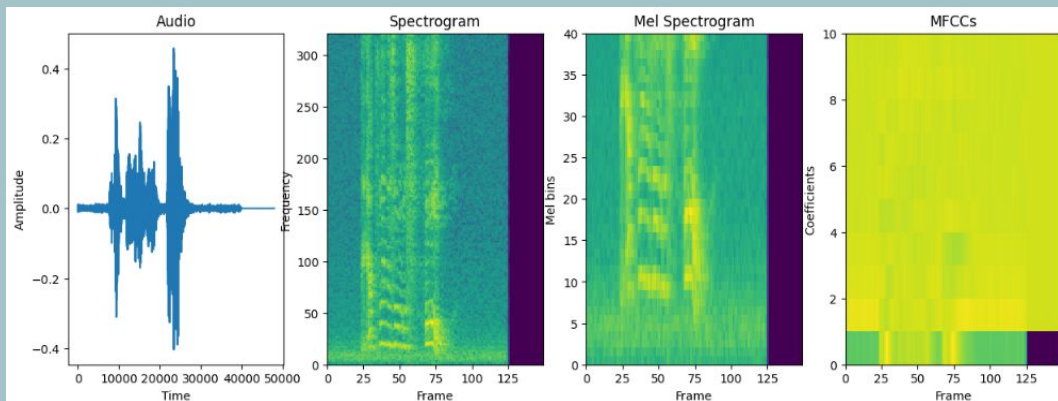 Audio
Amplitude
0.4
0.2
0.0
−0.2
−0.4
0 10000 20000 30000 40000 50000
Time
Spectrogram
Frequency
300
250
200
150
100
50
0
0 25 50 75 100 125
Frame
Mel Spectrogram
Mel bins
40
35
30
25
20
15
10
5
0
0 25 50 75 100 125
Frame
MFCCs
Coefficients
10
8
6
4
2
0
0 25 50 75 100 125
Frame